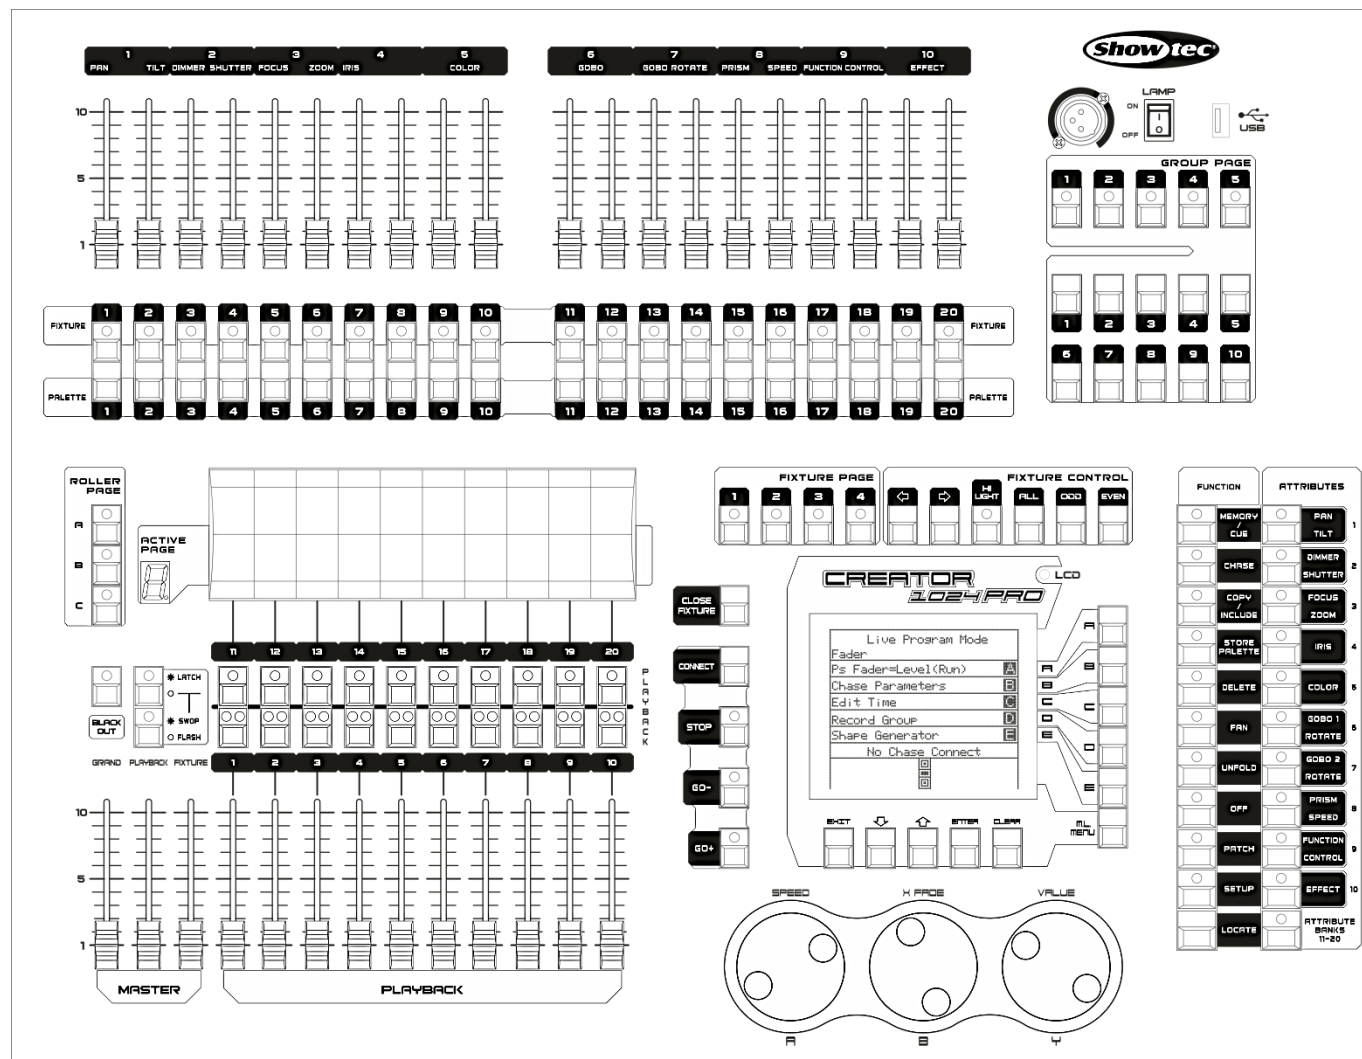 Showtec
1 2 3 4 5
PAN TILT DIMMER SHUTTER FOCUS ZOOM IRIS COLOR
6 7 8 9 10
GOBO GOBO ROTATE PRISM SPEED FUNCTION CONTROL EFFECT
LAMP
ON
OFF
USB
10
5
1
GROUP PAGE
1 2 3 4 5
1 2 3 4 5
6 7 8 9 10
FIXTURE
1 2 3 4 5 6 7 8 9 10
11 12 13 14 15 16 17 18 19 20
FIXTURE
PALETTE
1 2 3 4 5 6 7 8 9 10
11 12 13 14 15 16 17 18 19 20
PALETTE
ROLLER
PAGE
A
B
C
ACTIVE
PAGE
8.
11 12 13 14 15 16 17 18 19 20
PLAYBACK
BLACK
OUT
LATCH
SWOP
FLASH
GRAND PLAYBACK FIXTURE
1 2 3 4 5 6 7 8 9 10
10
5
1
MASTER
PLAYBACK
FIXTURE PAGE
1 2 3 4
FIXTURE CONTROL
HI
LIGHT
ALL ODD EVEN
CLOSE
FIXTURE
CONNECT
STOP
GO-
GO+
CREATOR
1024 PRO
LCD
Live Program Mode
Fader
Ps Fader=Level(Run) A
Chase Parameters B
Edit Time C
Record Group D
Share Generator E
No Chase Connect
A
B
C
D
E
A
B
C
D
E
M.L.
MENU
EXIT ENTER CLEAR
SPEED X FADE VALUE
A B Y
FUNCTION
MEMORY
/
CUE
CHASE
COPY
/
INCLUDE
STORE
PALETTE
DELETE
FAN
UNFOLD
OFF
PATCH
SETUP
LOCATE
ATTRIBUTES
PAN
TILT
1
DIMMER
SHUTTER
2
FOCUS
ZOOM
3
IRIS
4
COLOR
5
GOBO 1
ROTATE
6
GOBO 2
ROTATE
7
PRISM
SPEED
8
FUNCTION
CONTROL
9
EFFECT
10
ATTRIBUTE
BANKS
11-20